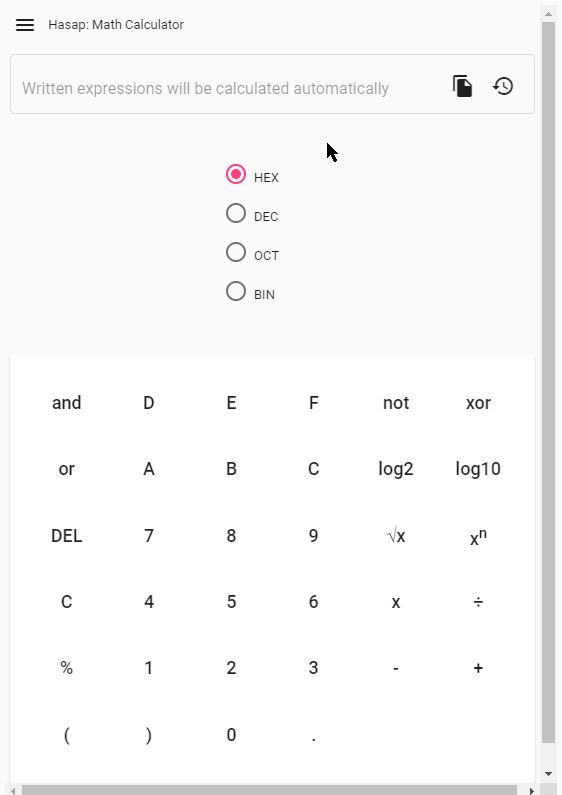 Hasap: Math Calculator
Written expressions will be calculated automatically
HEX
DEC
OCT
BIN
and D E F not xor
or A B C log2 log10
DEL 7 8 9 √x xⁿ
C 4 5 6 x ÷
% 1 2 3 - +
( ) 0 .